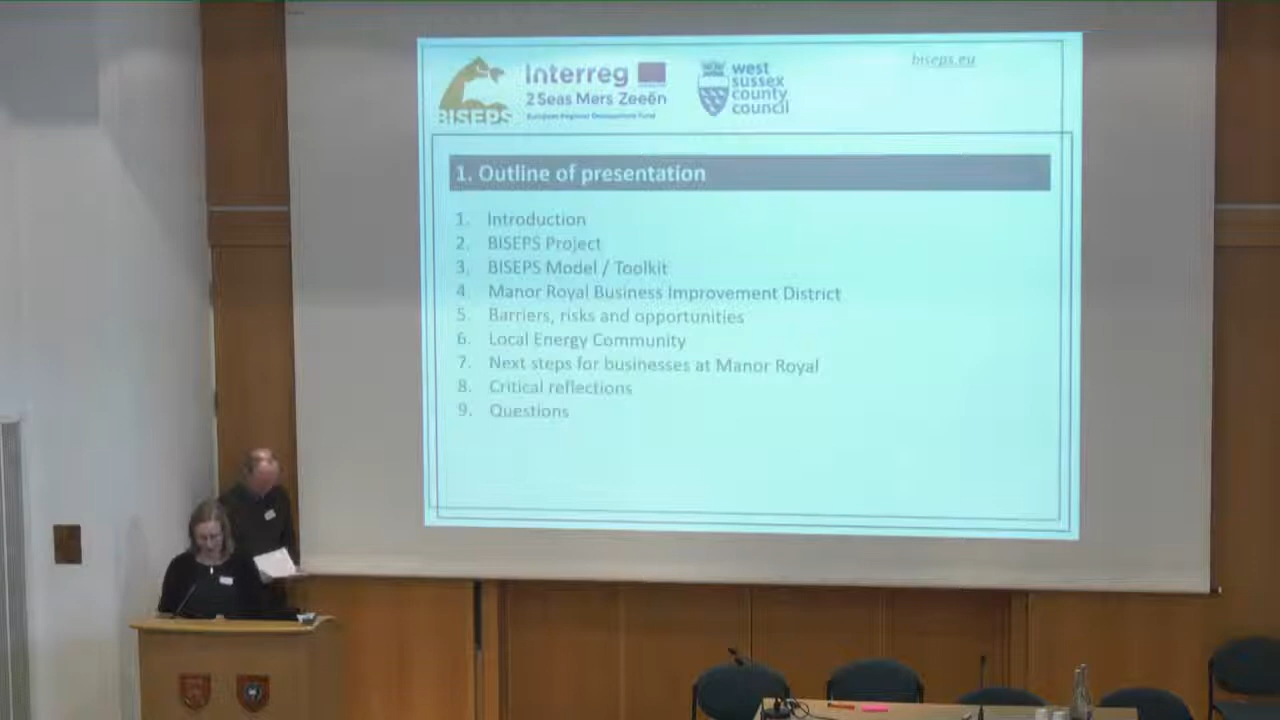 biseps.eu
BISEPS
Interreg
2 Seas Mers Zeeën
European Regional Development Fund
west
sussex
county
council
1. Outline of presentation
1. Introduction
2. BISEPS Project
3. BISEPS Model / Toolkit
4. Manor Royal Business Improvement District
5. Barriers, risks and opportunities
6. Local Energy Community
7. Next steps for businesses at Manor Royal
8. Critical reflections
9. Questions